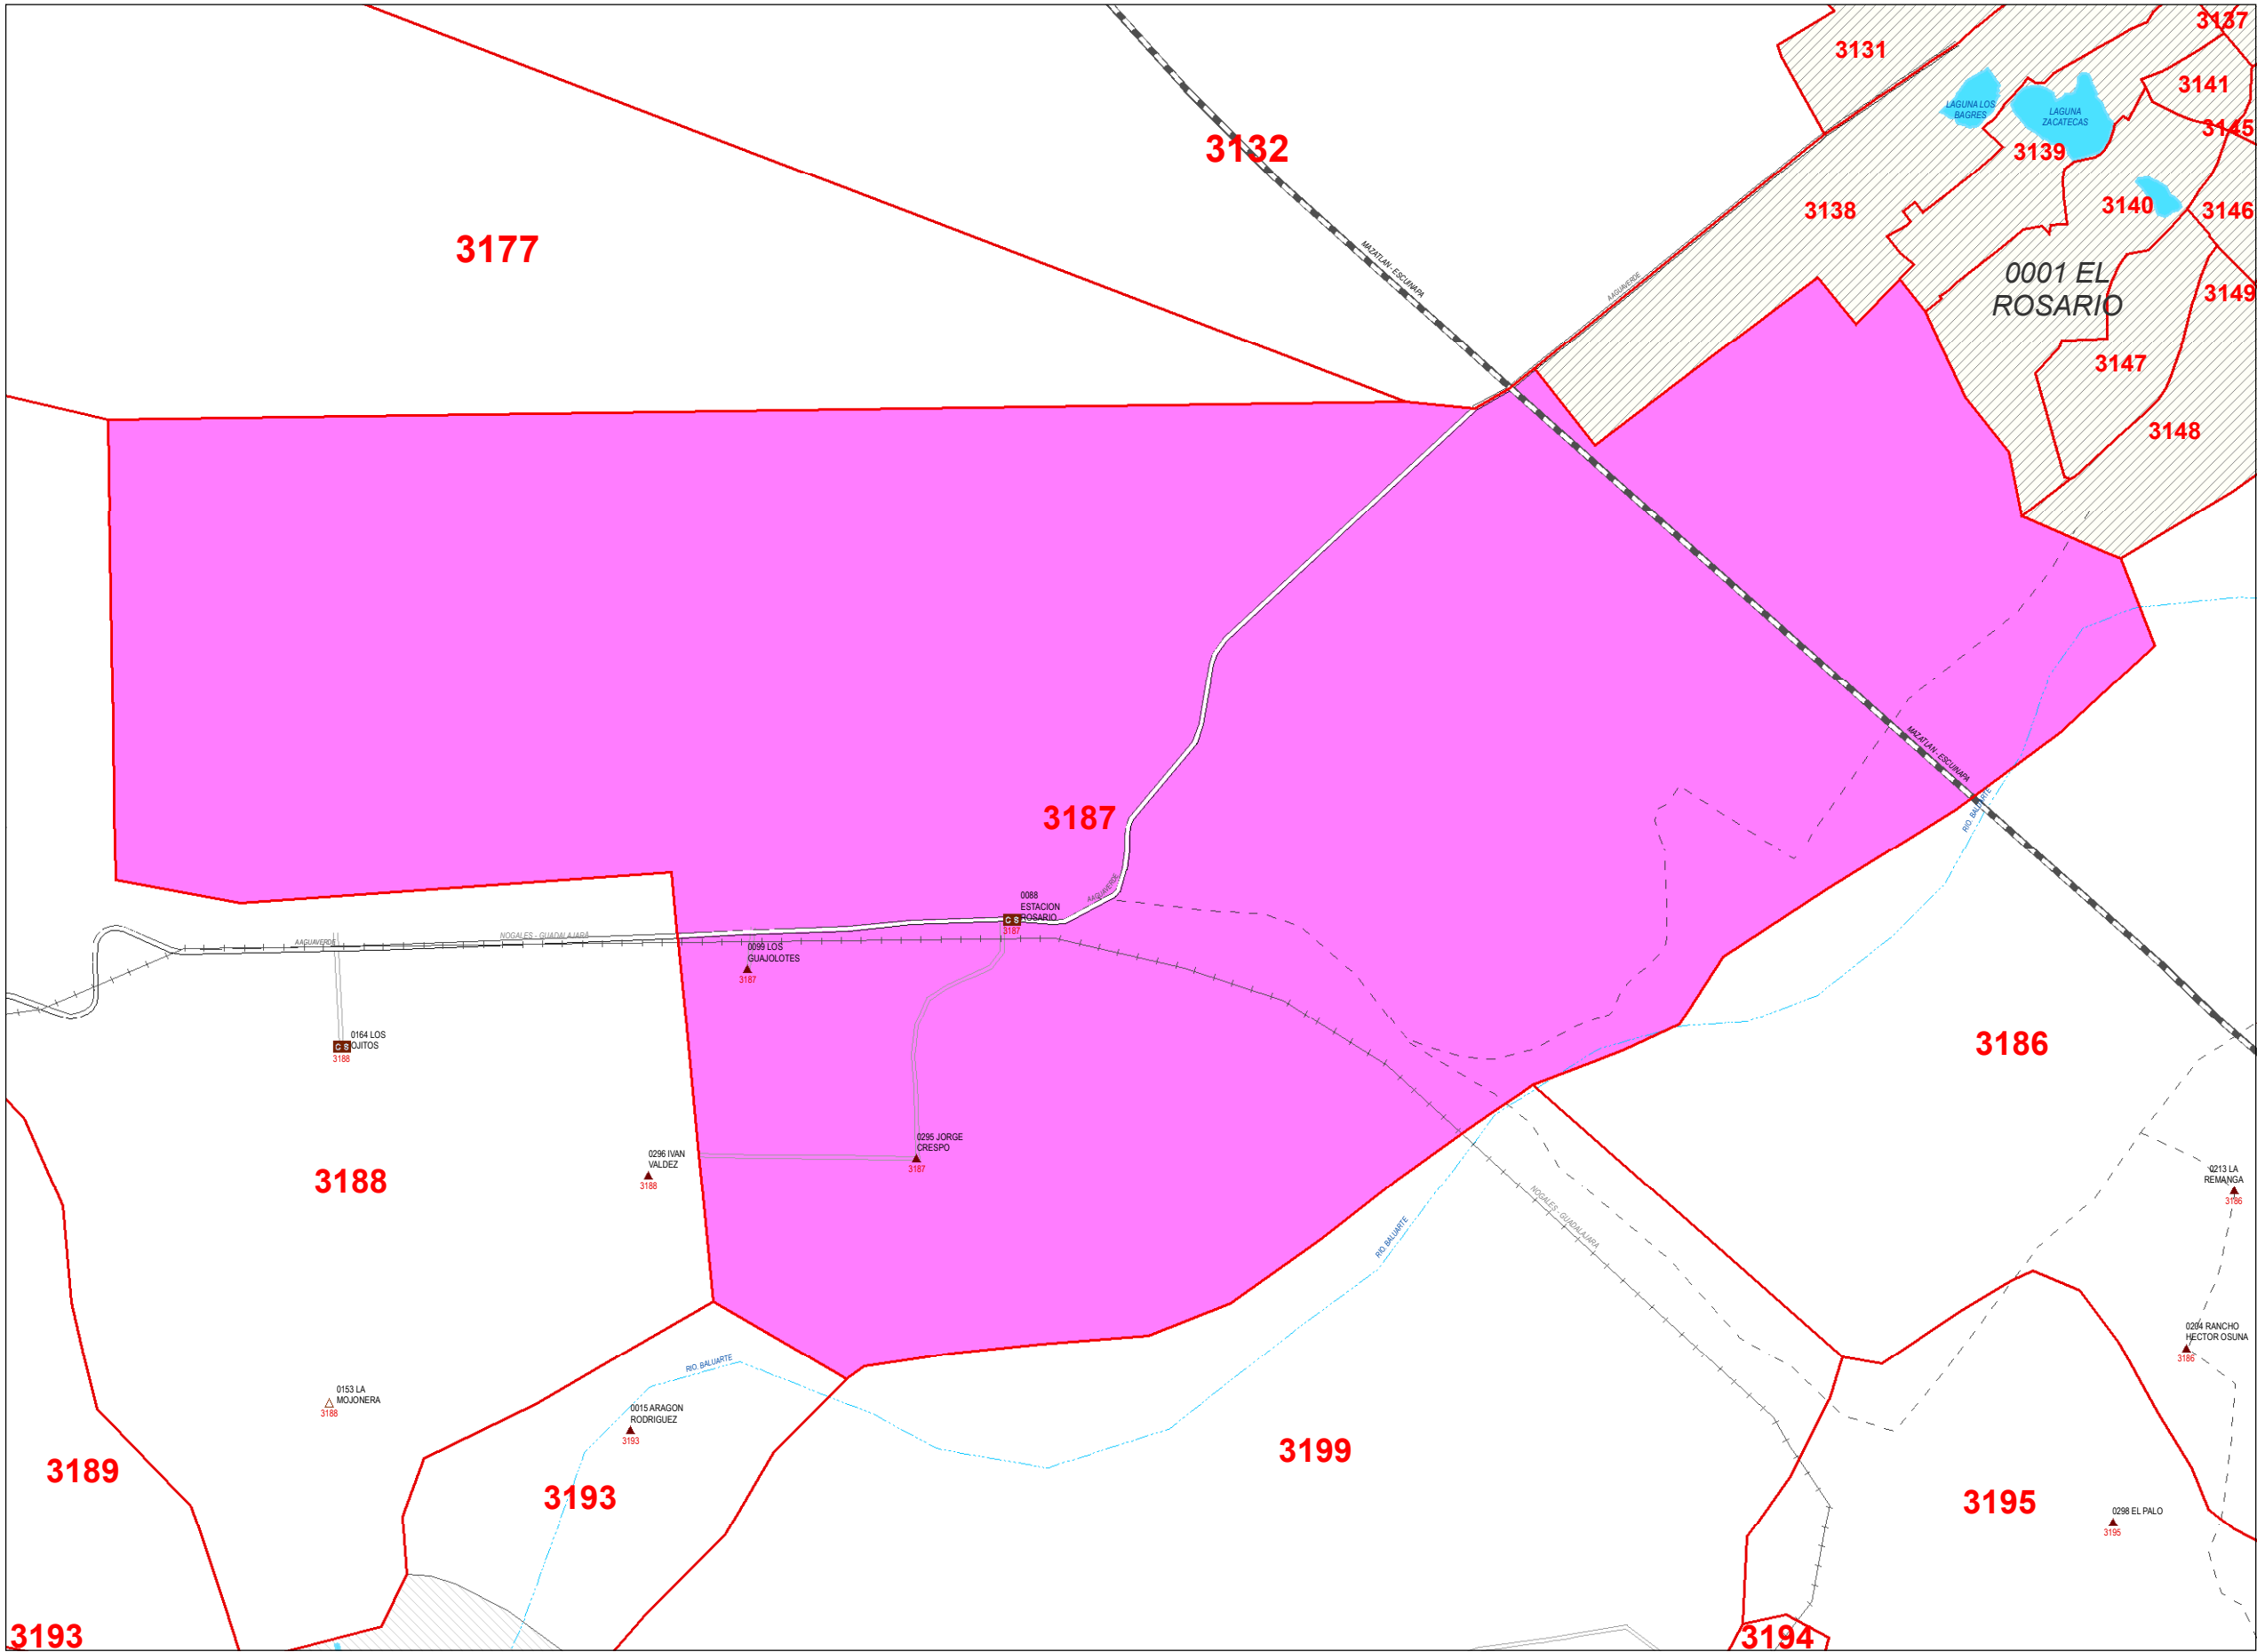 3137
3131
3141
LAGUNA LOS
BAGRES
LAGUNA
ZACATECAS
3145
3132
3139
3138
3140
3146
3177
MAZATLAN - ESCUINAPA
AAGUAVERDE
0001 EL
ROSARIO
3149
3147
3148
MAZATLAN - ESCUINAPA
RIO. BALUARTE
3187
AAGUAVERDE
0088
ESTACION
ROSARIO
C S
3187
AAGUAVERDE
NOGALES - GUADALAJARA
0099 LOS
GUAJOLOTES
3187
0164 LOS
OJITOS
C S
3188
3186
0295 JORGE
CRESPO
3187
0296 IVAN
VALDEZ
3188
3188
0213 LA
REMANGA
3186
NOGALES - GUADALAJARA
RIO. BALUARTE
0204 RANCHO
HECTOR OSUNA
3186
RIO. BALUARTE
0153 LA
MOJONERA
3188
0015 ARAGON
RODRIGUEZ
3193
3199
3189
3193
3195
0298 EL PALO
3195
3193
3194